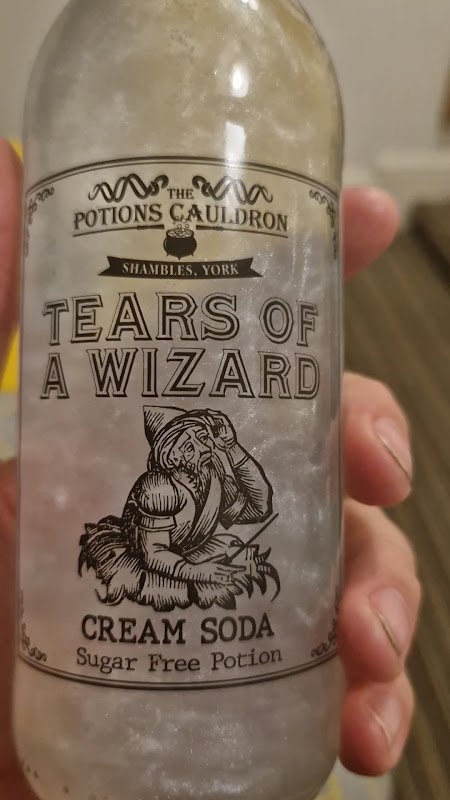 THE
POTIONS CAULDRON
SHAMBLES, YORK
TEARS OF
A WIZARD
CREAM SODA
Sugar Free Potion